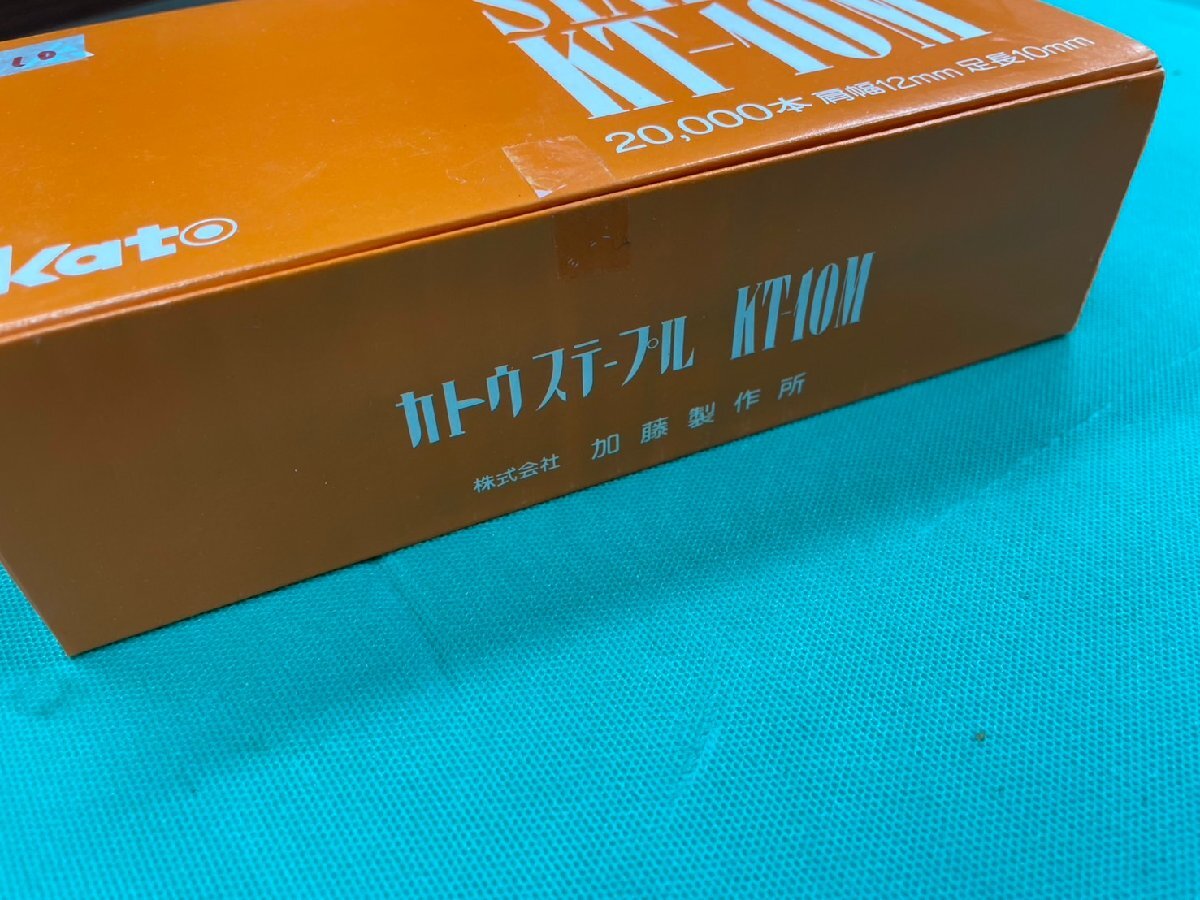 KT-10M
20,000本 肩幅12mm 足長10mm
Kato
カトウステープル KT-10M
株式会社 加藤製作所